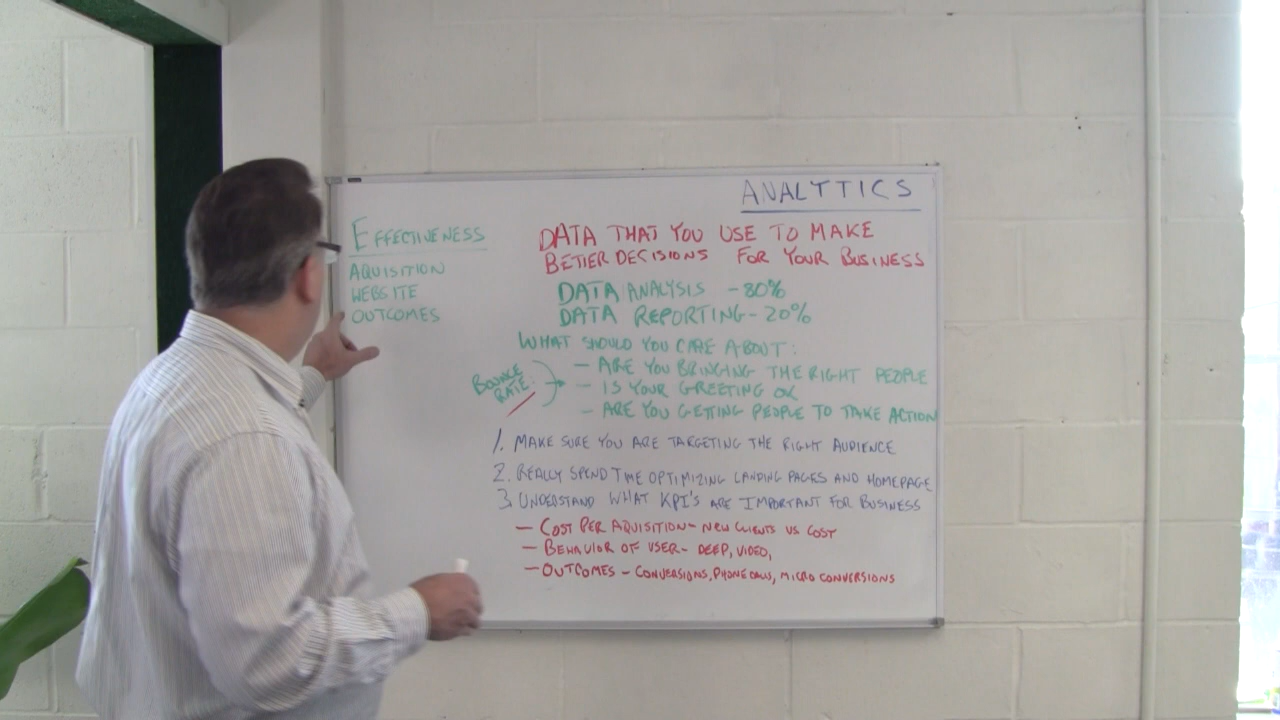 ANALYTICS
EFFECTIVENESS
AQUISITION
WEBSITE
OUTCOMES
DATA THAT YOU USE TO MAKE
BETTER DECISIONS FOR YOUR BUSINESS
DATA ANALYSIS - 80%
DATA REPORTING - 20%
WHAT SHOULD YOU CARE ABOUT:
BOUNCE
RATE
- ARE YOU BRINGING THE RIGHT PEOPLE
- IS YOUR GREETING OK
- ARE YOU GETTING PEOPLE TO TAKE ACTION
1. MAKE SURE YOU ARE TARGETING THE RIGHT AUDIENCE
2. REALLY SPEND TIME OPTIMIZING LANDING PAGES AND HOMEPAGE
3. UNDERSTAND WHAT KPI'S ARE IMPORTANT FOR BUSINESS
- COST PER AQUISITION - NEW CLIENTS VS COST
- BEHAVIOR OF USER - DEEP, VIDEO,
- OUTCOMES - CONVERSIONS, PHONE CALLS, MICRO CONVERSIONS